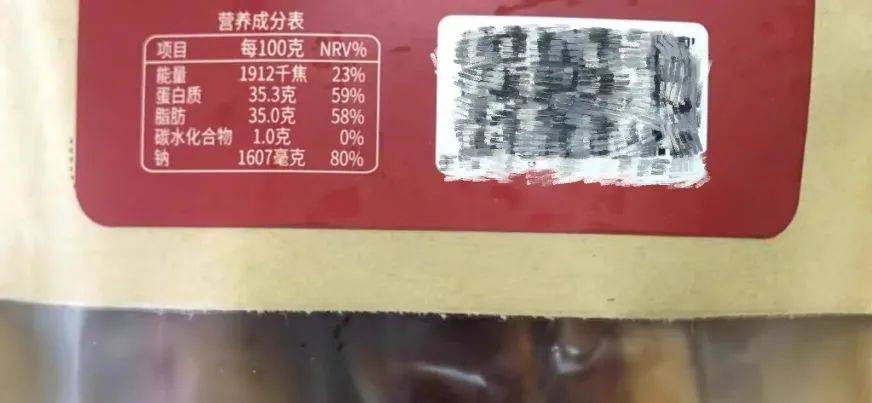 营养成分表
项目 每100克 NRV%
能量 1912千焦 23%
蛋白质 35.3克 59%
脂肪 35.0克 58%
碳水化合物 1.0克 0%
钠 1607毫克 80%